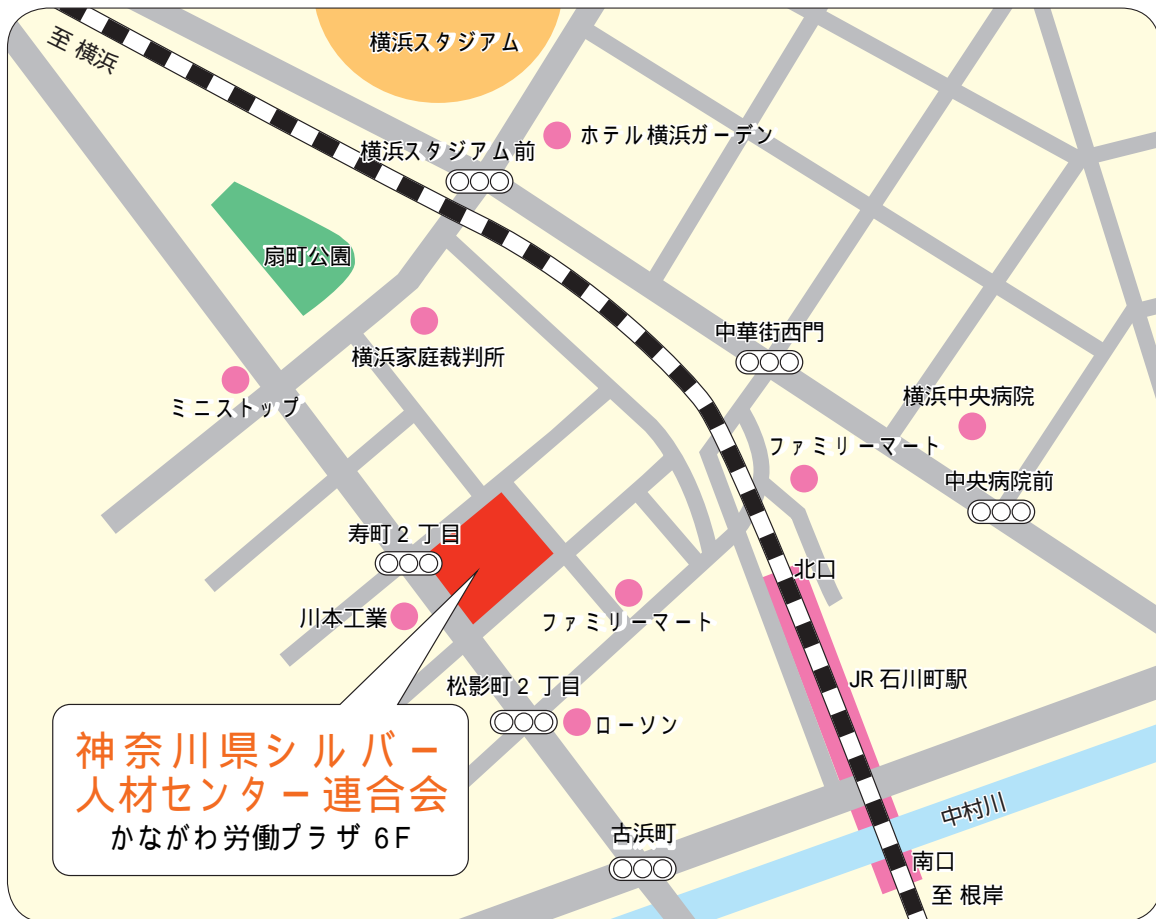 横浜スタジアム
至 横浜
ホテル横浜ガーデン
横浜スタジアム前
扇町公園
中華街西門
横浜家庭裁判所
ミニストップ
横浜中央病院
ファミリーマート
中央病院前
寿町2丁目
北口
川本工業
ファミリーマート
JR石川町駅
松影町2丁目
ローソン
神奈川県シルバー
人材センター連合会
かながわ労働プラザ 6F
中村川
古浜町
南口
至 根岸